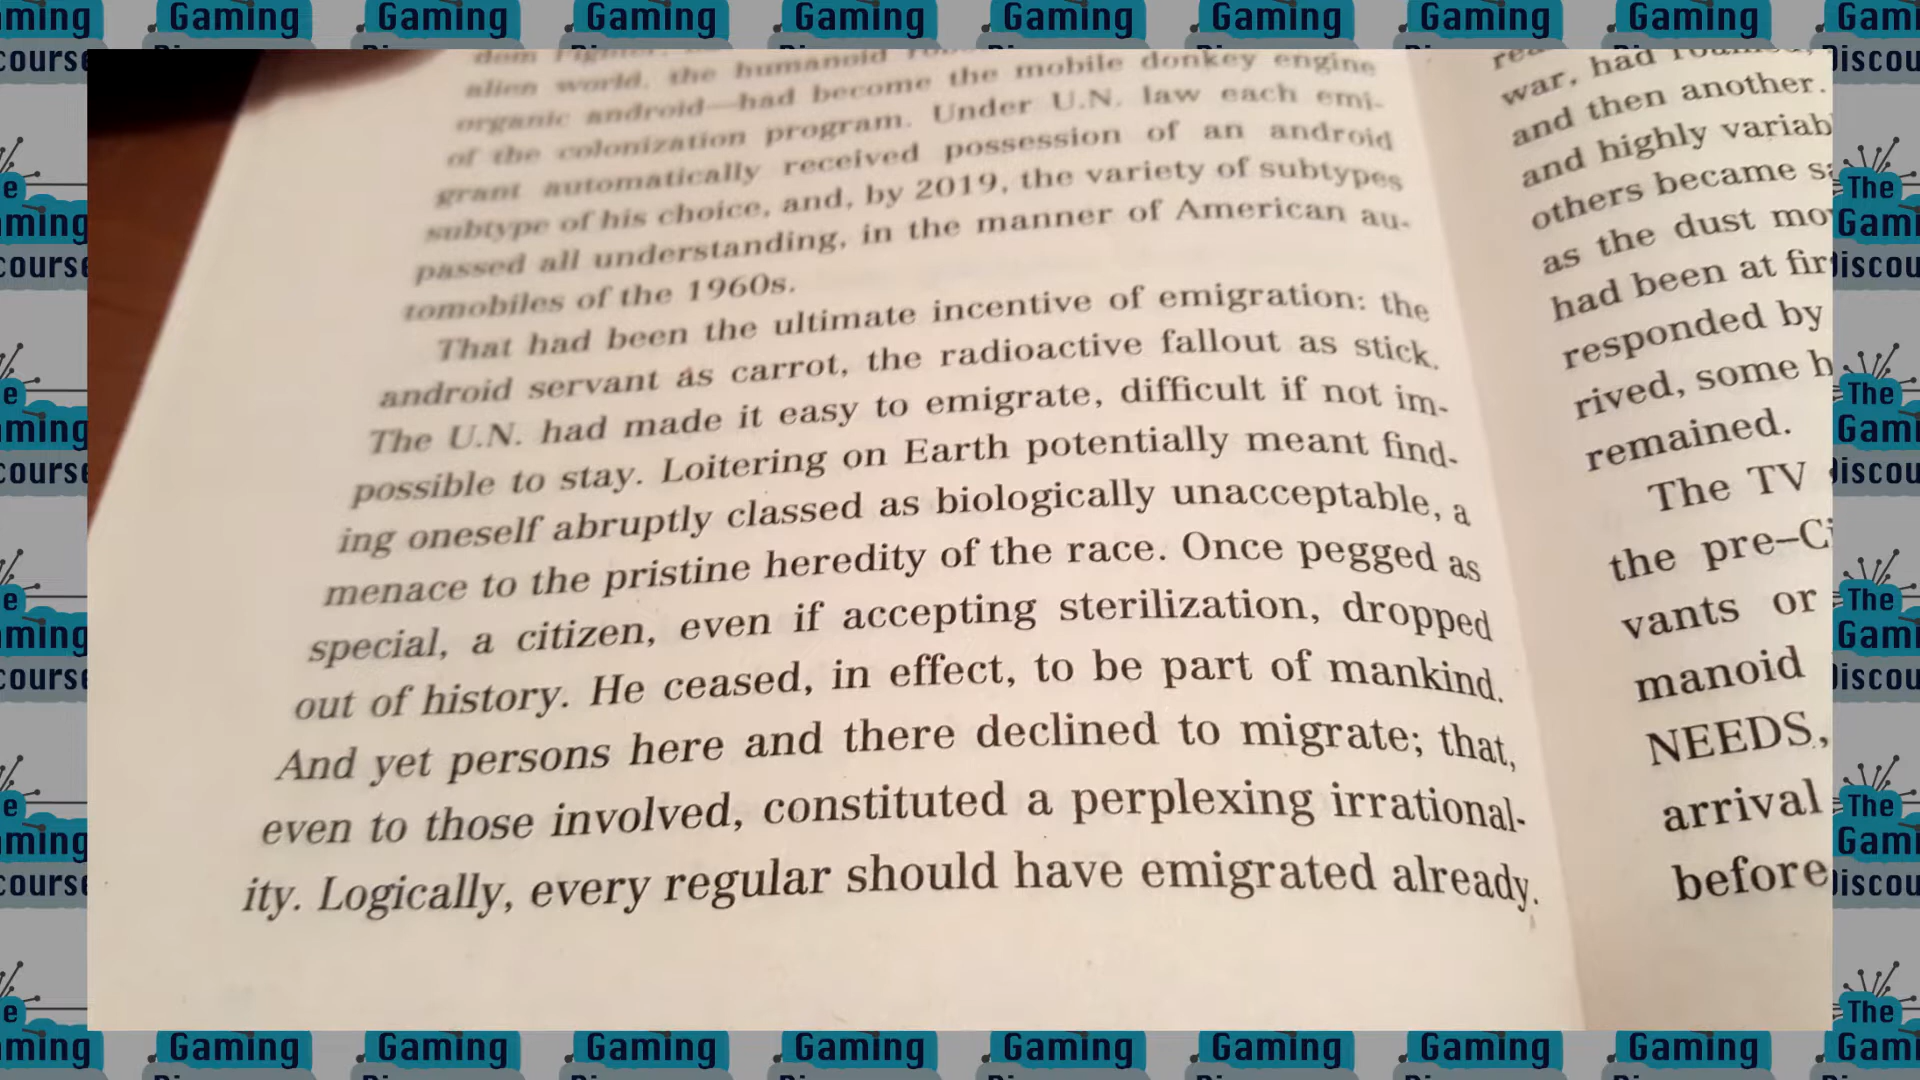 alien world, the humanoid
organic android—had become the mobile donkey engine
of the colonization program. Under U.N. law each emi-
grant automatically received possession of an android
subtype of his choice, and, by 2019, the variety of subtypes
passed all understanding, in the manner of American au-
tomobiles of the 1960s.
That had been the ultimate incentive of emigration: the
android servant as carrot, the radioactive fallout as stick.
The U.N. had made it easy to emigrate, difficult if not im-
possible to stay. Loitering on Earth potentially meant find-
ing oneself abruptly classed as biologically unacceptable, a
menace to the pristine heredity of the race. Once pegged as
special, a citizen, even if accepting sterilization, dropped
out of history. He ceased, in effect, to be part of mankind.
And yet persons here and there declined to migrate; that,
even to those involved, constituted a perplexing irrational-
ity. Logically, every regular should have emigrated already.
war, had
and then another.
and highly variab
others became
as the dust mo
had been at fir
responded by
rived, some h
remained.
The TV
the pre–Ci
vants or
manoid
NEEDS,
arrival
before
The
Gaming
Discourse